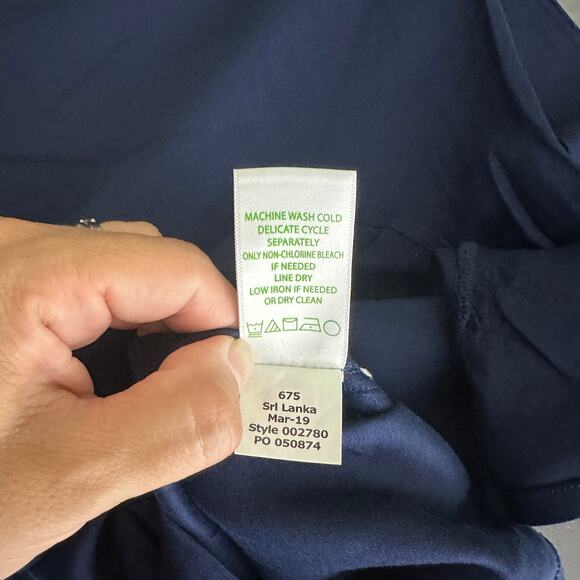 MACHINE WASH COLD
DELICATE CYCLE
SEPARATELY
ONLY NON-CHLORINE BLEACH
IF NEEDED
LINE DRY
LOW IRON IF NEEDED
OR DRY CLEAN
675
Sri Lanka
Mar-19
Style 002780
PO 050874